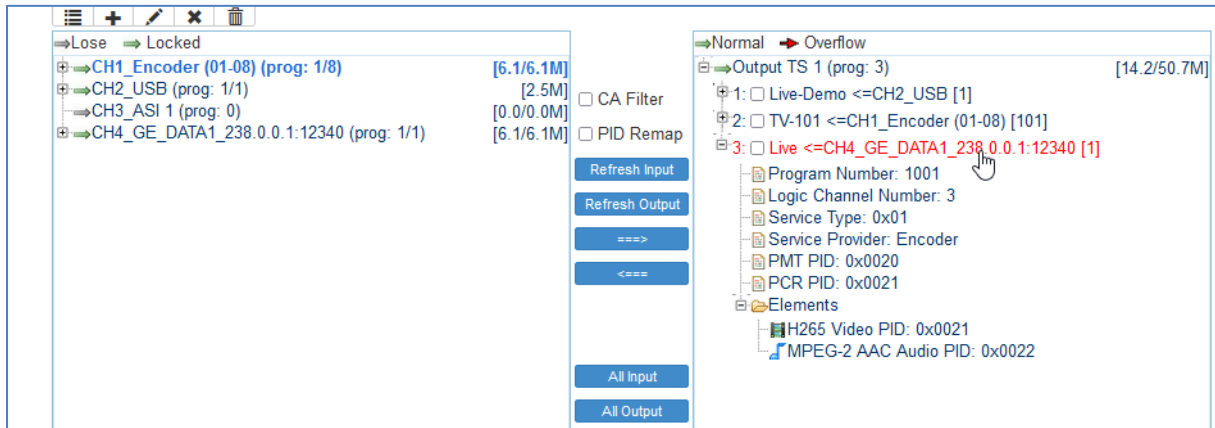 ⇒Lose ⇒ Locked
CH1_Encoder (01-08) (prog: 1/8) [6.1/6.1M]
CH2_USB (prog: 1/1) [2.5M]
CH3_ASI 1 (prog: 0) [0.0/0.0M]
CH4_GE_DATA1_238.0.0.1:12340 (prog: 1/1) [6.1/6.1M]
CA Filter
PID Remap
Refresh Input
Refresh Output
===>
<===
All Input
All Output
⇒Normal Overflow
Output TS 1 (prog: 3) [14.2/50.7M]
1: Live-Demo <=CH2_USB [1]
2: TV-101 <=CH1_Encoder (01-08) [101]
3: Live <=CH4_GE_DATA1_238.0.0.1:12340 [1]
Program Number: 1001
Logic Channel Number: 3
Service Type: 0x01
Service Provider: Encoder
PMT PID: 0x0020
PCR PID: 0x0021
Elements
H265 Video PID: 0x0021
MPEG-2 AAC Audio PID: 0x0022